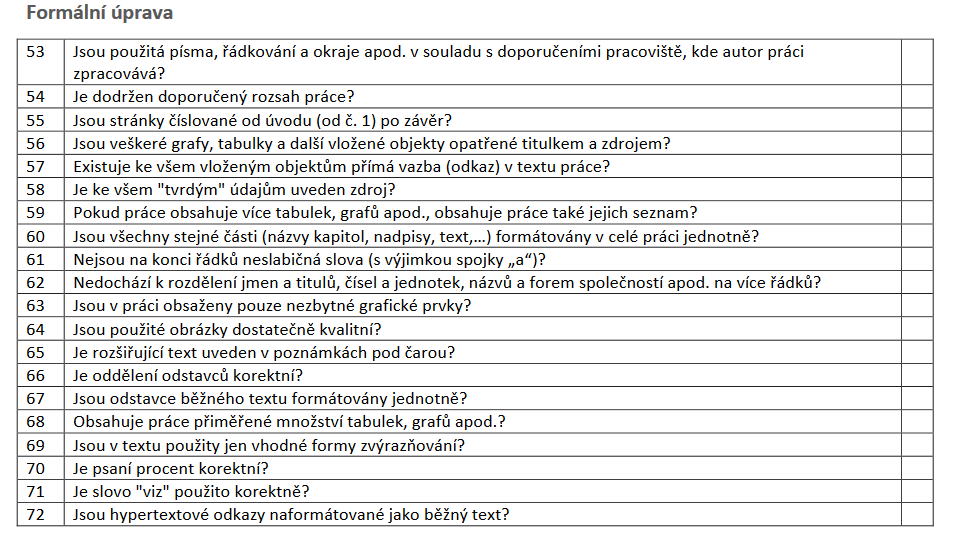 Formální úprava
53 Jsou použitá písma, řádkování a okraje apod. v souladu s doporučeními pracoviště, kde autor práci
zpracovává?
54 Je dodržen doporučený rozsah práce?
55 Jsou stránky číslované od úvodu (od č. 1) po závěr?
56 Jsou veškeré grafy, tabulky a další vložené objekty opatřené titulkem a zdrojem?
57 Existuje ke všem vloženým objektům přímá vazba (odkaz) v textu práce?
58 Je ke všem "tvrdým" údajům uveden zdroj?
59 Pokud práce obsahuje více tabulek, grafů apod., obsahuje práce také jejich seznam?
60 Jsou všechny stejné části (názvy kapitol, nadpisy, text,…) formátovány v celé práci jednotně?
61 Nejsou na konci řádků neslabičná slova (s výjimkou spojky „a“)?
62 Nedochází k rozdělení jmen a titulů, čísel a jednotek, názvů a forem společností apod. na více řádků?
63 Jsou v práci obsaženy pouze nezbytné grafické prvky?
64 Jsou použité obrázky dostatečně kvalitní?
65 Je rozšiřující text uveden v poznámkách pod čarou?
66 Je oddělení odstavců korektní?
67 Jsou odstavce běžného textu formátovány jednotně?
68 Obsahuje práce přiměřené množství tabulek, grafů apod.?
69 Jsou v textu použity jen vhodné formy zvýrazňování?
70 Je psaní procent korektní?
71 Je slovo "viz" použito korektně?
72 Jsou hypertextové odkazy naformátované jako běžný text?